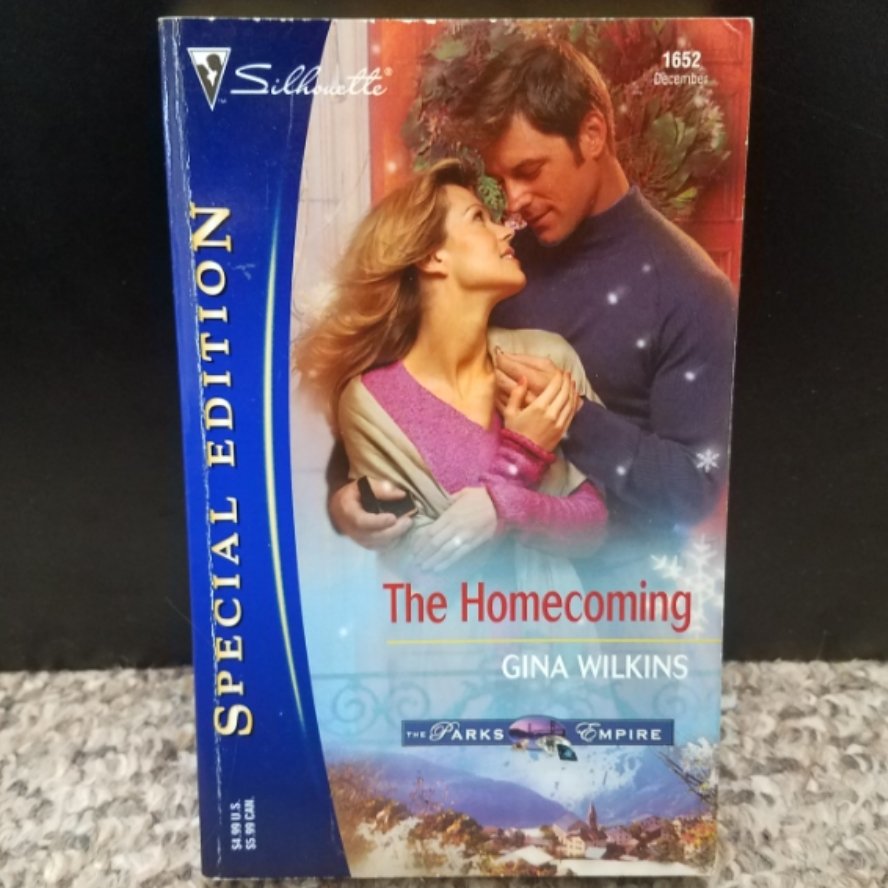 Silhouette®
1652
December
SPECIAL EDITION
The Homecoming
GINA WILKINS
THE PARKS EMPIRE
$4.99 U.S.
$5.99 CAN.